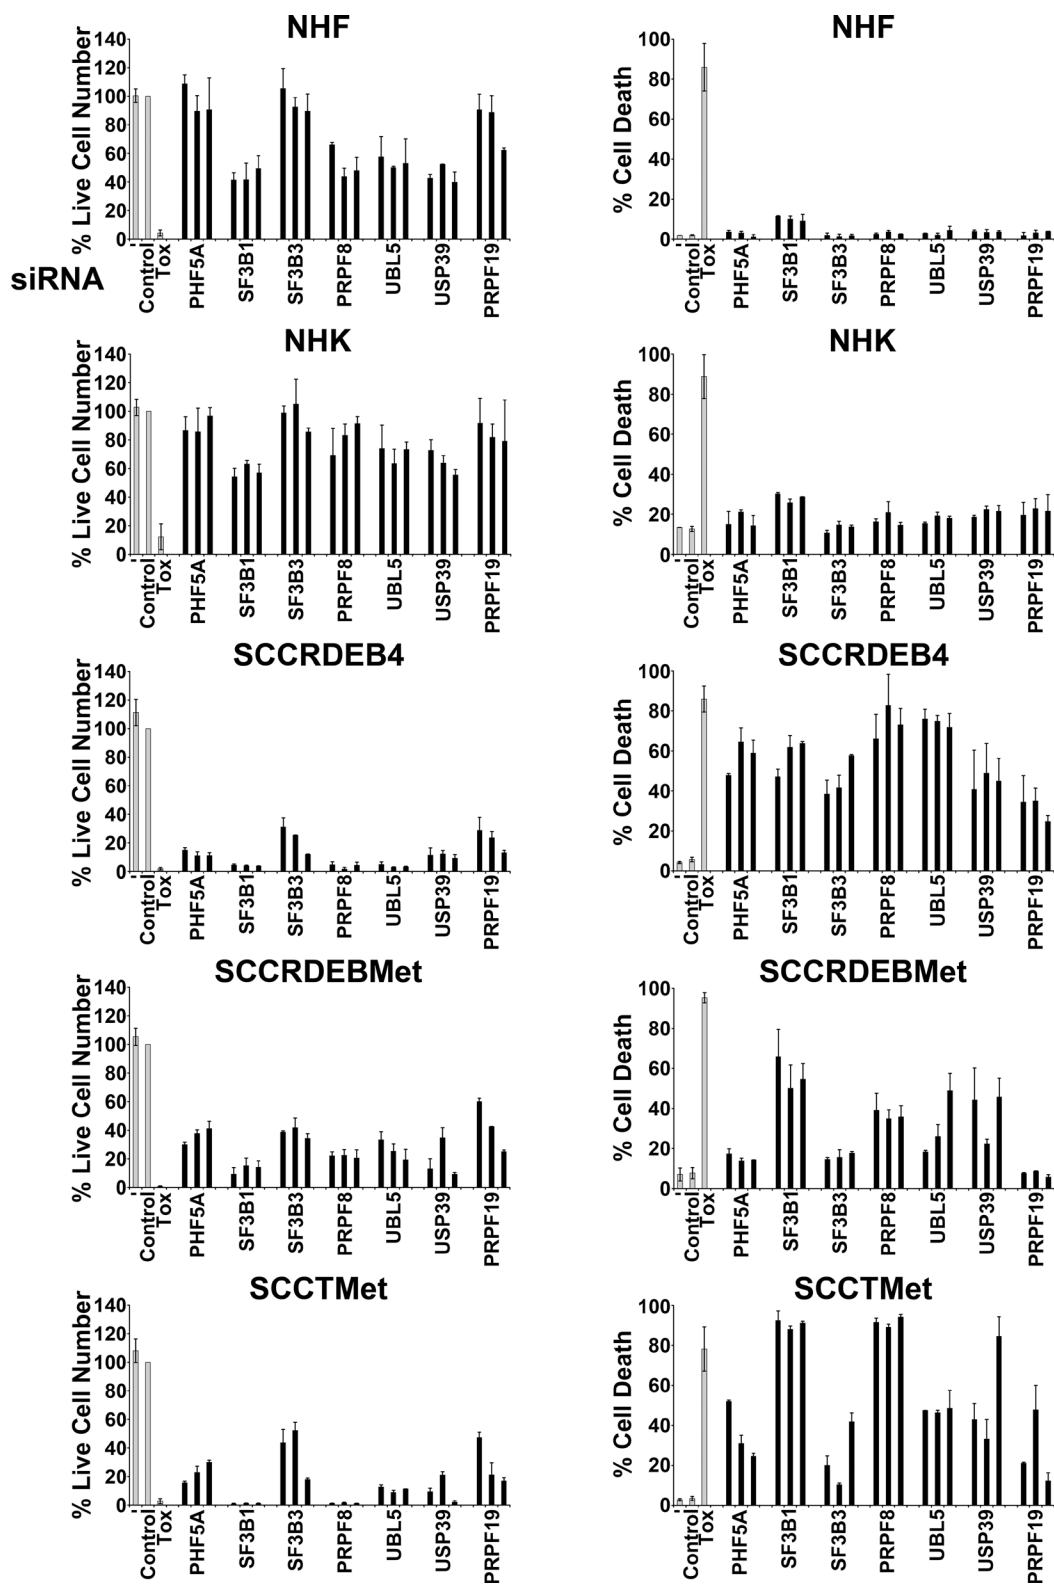 NHF
% Live Cell Number
140
120
100
80
60
40
20
0
siRNA
- Control Tox PHF5A SF3B1 SF3B3 PRPF8 UBL5 USP39 PRPF19
NHF
% Cell Death
100
80
60
40
20
0
- Control Tox PHF5A SF3B1 SF3B3 PRPF8 UBL5 USP39 PRPF19
NHK
% Live Cell Number
140
120
100
80
60
40
20
0
- Control Tox PHF5A SF3B1 SF3B3 PRPF8 UBL5 USP39 PRPF19
NHK
% Cell Death
100
80
60
40
20
0
- Control Tox PHF5A SF3B1 SF3B3 PRPF8 UBL5 USP39 PRPF19
SCCRDEB4
% Live Cell Number
140
120
100
80
60
40
20
0
- Control Tox PHF5A SF3B1 SF3B3 PRPF8 UBL5 USP39 PRPF19
SCCRDEB4
% Cell Death
100
80
60
40
20
0
- Control Tox PHF5A SF3B1 SF3B3 PRPF8 UBL5 USP39 PRPF19
SCCRDEBMet
% Live Cell Number
140
120
100
80
60
40
20
0
- Control Tox PHF5A SF3B1 SF3B3 PRPF8 UBL5 USP39 PRPF19
SCCRDEBMet
% Cell Death
100
80
60
40
20
0
- Control Tox PHF5A SF3B1 SF3B3 PRPF8 UBL5 USP39 PRPF19
SCCTMet
% Live Cell Number
140
120
100
80
60
40
20
0
- Control Tox PHF5A SF3B1 SF3B3 PRPF8 UBL5 USP39 PRPF19
SCCTMet
% Cell Death
100
80
60
40
20
0
- Control Tox PHF5A SF3B1 SF3B3 PRPF8 UBL5 USP39 PRPF19